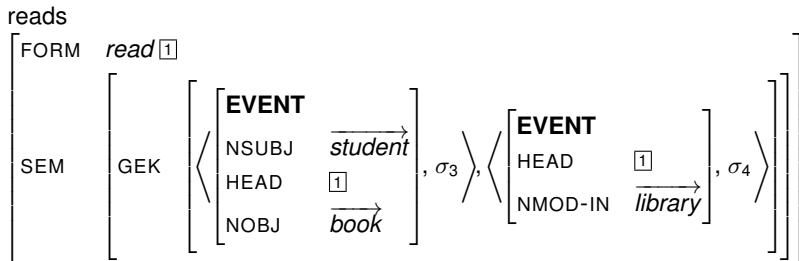 reads
FORM read 1
EVENT EVENT
NSUBJ student
SEM GEK HEAD 1 , σ3 , HEAD 1 , σ4
NOBJ book NMOD-IN library